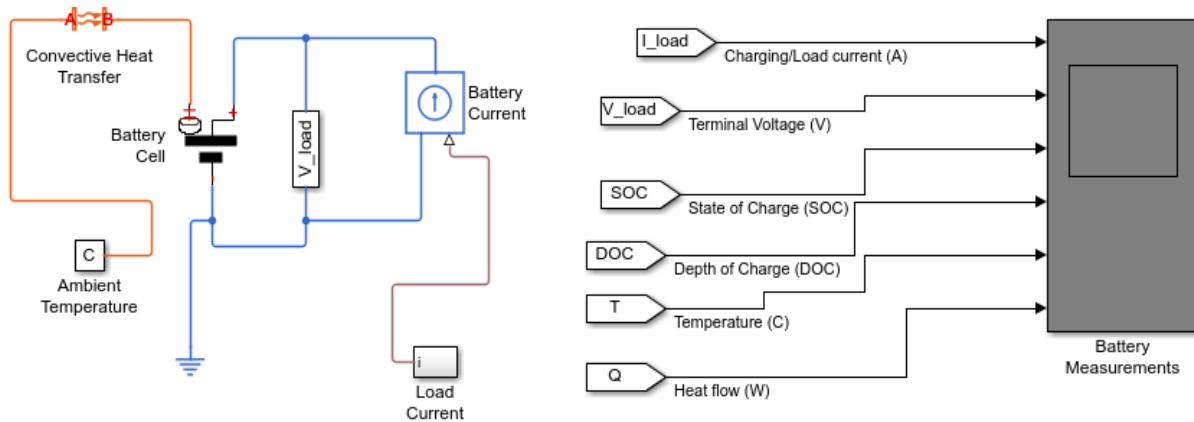 A B
Convective Heat
Transfer
Battery
Cell
V_load
Battery
Current
C
Ambient
Temperature
i
Load
Current
I_load
Charging/Load current (A)
V_load
Terminal Voltage (V)
SOC
State of Charge (SOC)
DOC
Depth of Charge (DOC)
T
Temperature (C)
Q
Heat flow (W)
Battery
Measurements